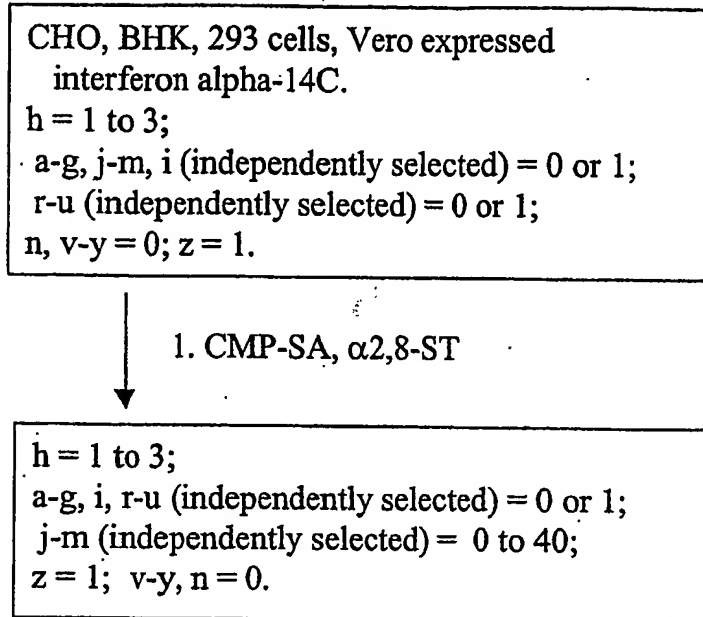 CHO, BHK, 293 cells, Vero expressed
interferon alpha-14C.
h = 1 to 3;
a-g, j-m, i (independently selected) = 0 or 1;
r-u (independently selected) = 0 or 1;
n, v-y = 0; z = 1.
1. CMP-SA, α2,8-ST
h = 1 to 3;
a-g, i, r-u (independently selected) = 0 or 1;
j-m (independently selected) = 0 to 40;
z = 1; v-y, n = 0.